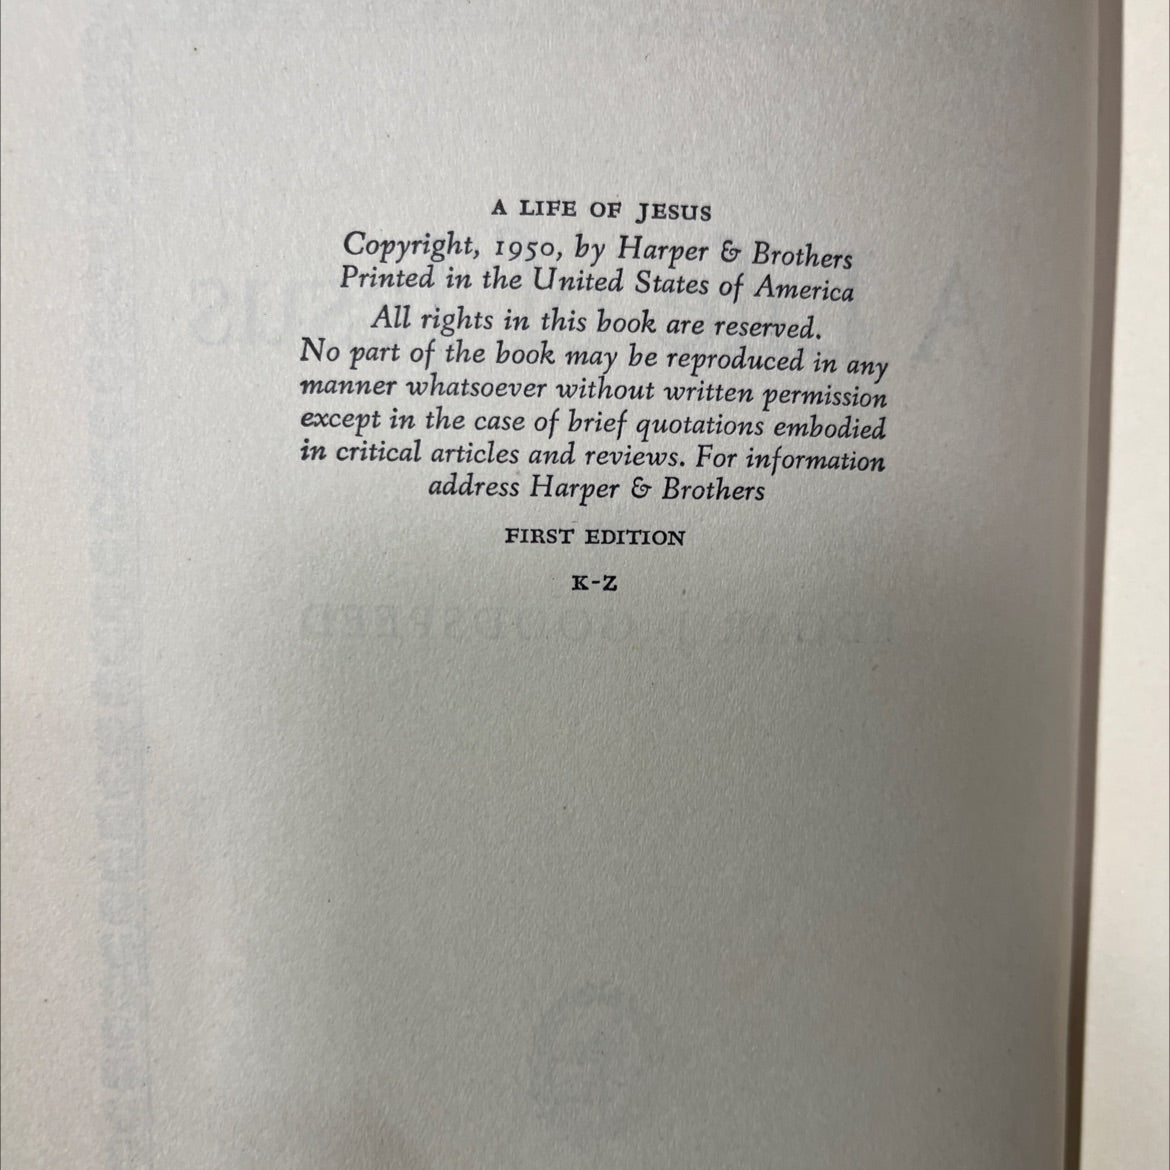 A LIFE OF JESUS
Copyright, 1950, by Harper & Brothers
Printed in the United States of America
All rights in this book are reserved.
No part of the book may be reproduced in any
manner whatsoever without written permission
except in the case of brief quotations embodied
in critical articles and reviews. For information
address Harper & Brothers
FIRST EDITION
K-Z
EDGAR J. GOODSPEED